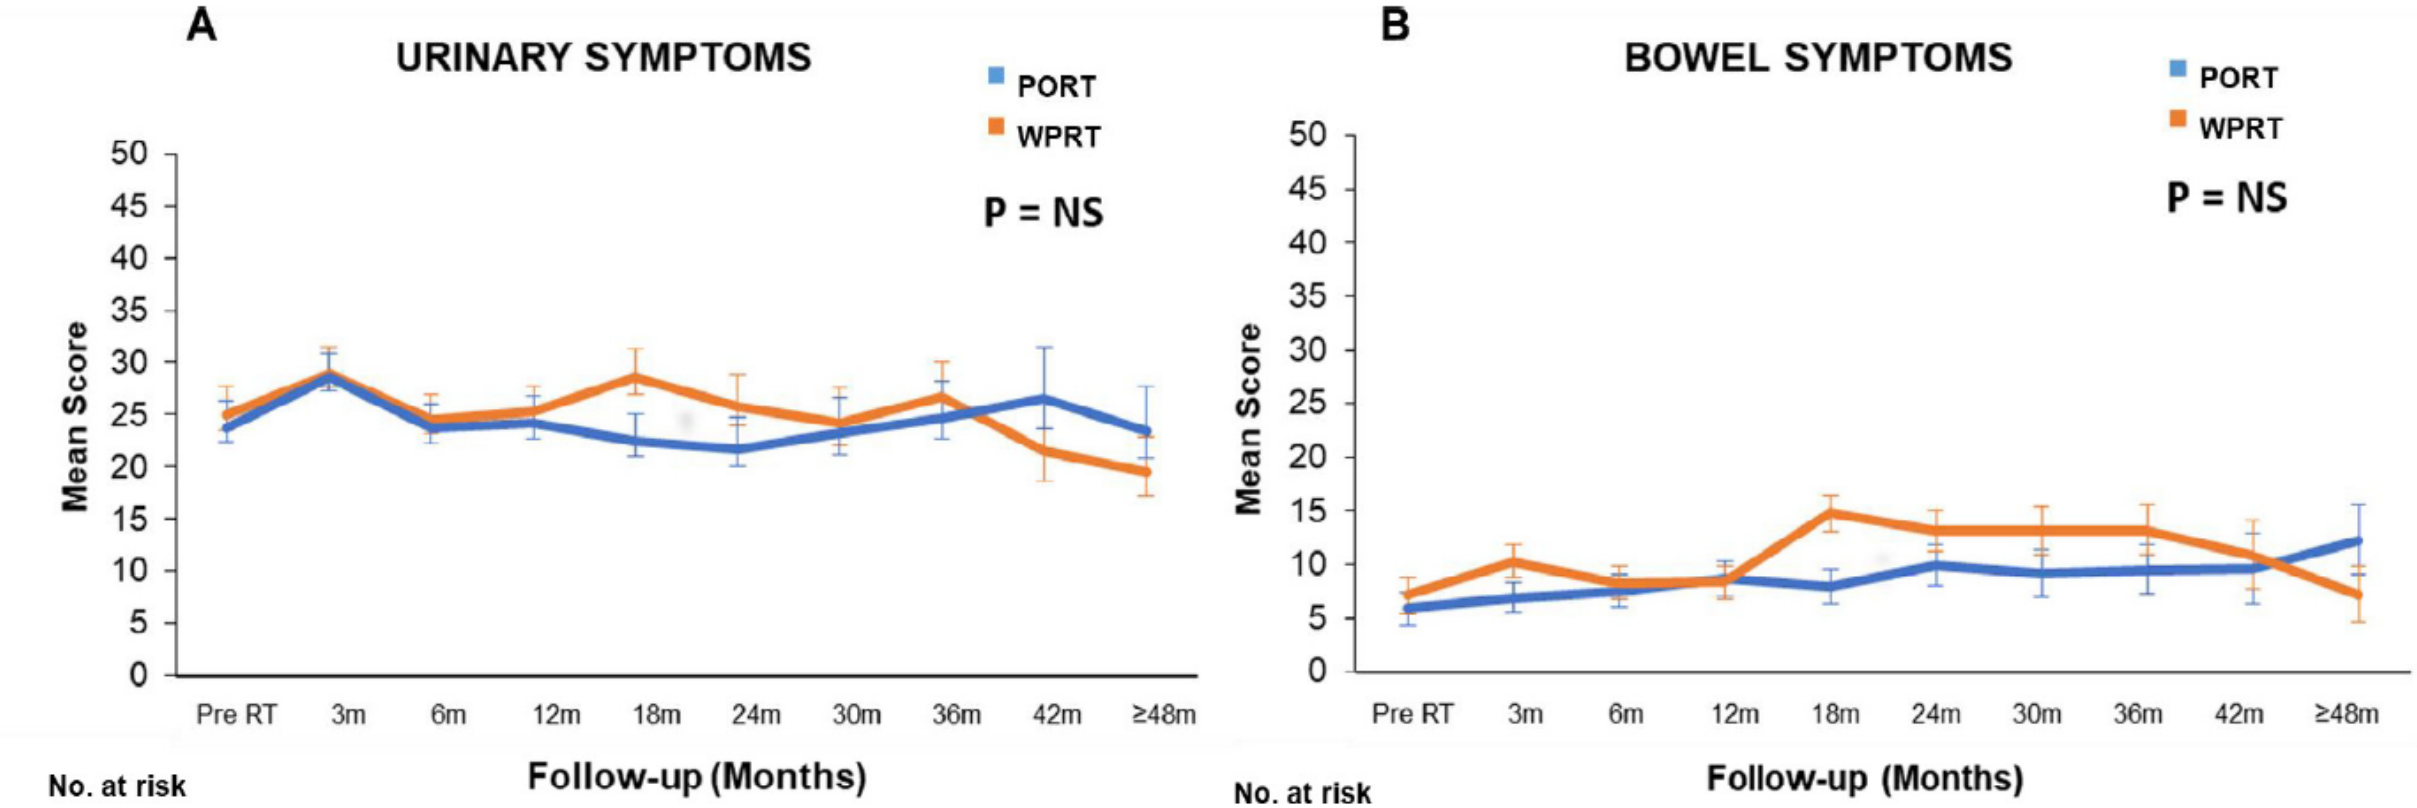 A
URINARY SYMPTOMS
PORT
WPRT
P = NS
50
45
40
35
30
25
20
15
10
5
0
Mean Score
Pre RT 3m 6m 12m 18m 24m 30m 36m 42m ≥48m
Follow-up (Months)
No. at risk
B
BOWEL SYMPTOMS
PORT
WPRT
P = NS
50
45
40
35
30
25
20
15
10
5
0
Mean Score
Pre RT 3m 6m 12m 18m 24m 30m 36m 42m ≥48m
Follow-up (Months)
No. at risk